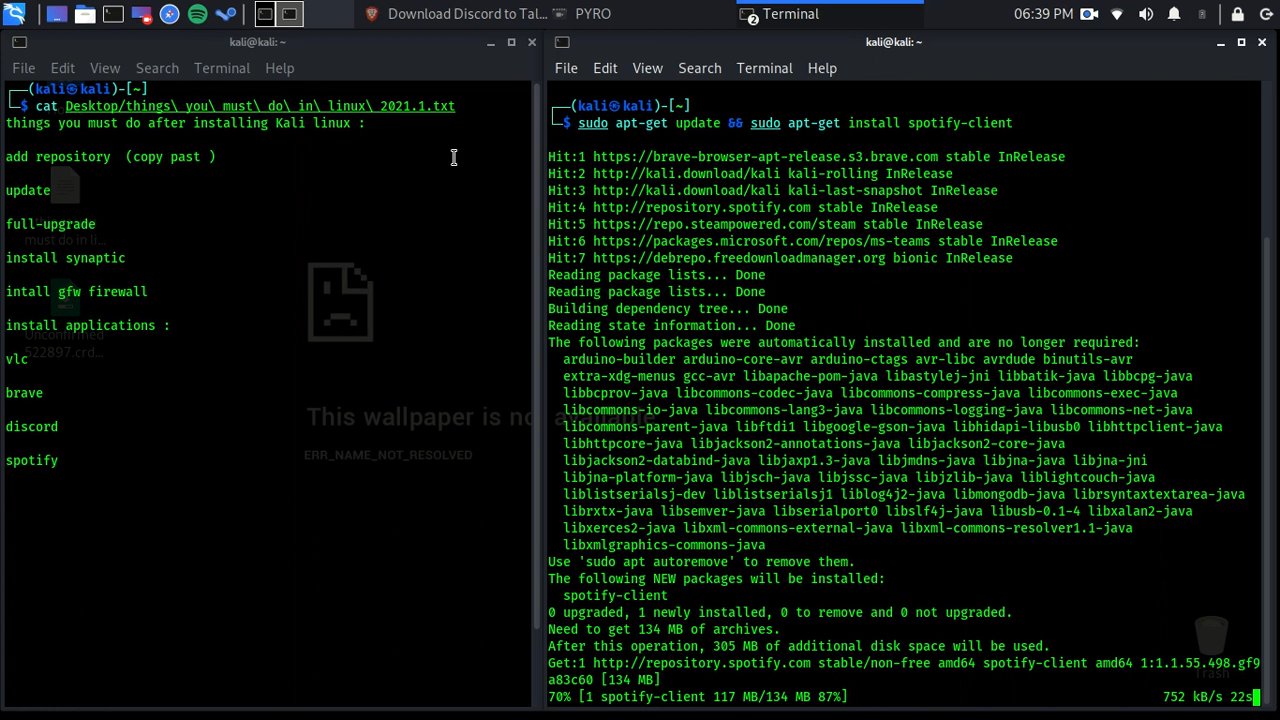 Download Discord to Tal...
PYRO
Terminal
2
06:39 PM
kali@kali: ~
File Edit View Search Terminal Help
┌──(kali㉿kali)-[~]
└─$ cat Desktop/things\ you\ must\ do\ in\ linux\ 2021.1.txt
things you must do after installing Kali linux :
add repository  (copy past )
update
full-upgrade
must do in li...
install synaptic
intall gfw firewall
install applications :
Unconfirmed
522897.crd...
vlc
brave
This wallpaper is not available
discord
ERR_NAME_NOT_RESOLVED
spotify
kali@kali: ~
File Edit View Search Terminal Help
┌──(kali㉿kali)-[~]
└─$ sudo apt-get update && sudo apt-get install spotify-client
Hit:1 https://brave-browser-apt-release.s3.brave.com stable InRelease
Hit:2 http://kali.download/kali kali-rolling InRelease
Hit:3 http://kali.download/kali kali-last-snapshot InRelease
Hit:4 http://repository.spotify.com stable InRelease
Hit:5 https://repo.steampowered.com/steam stable InRelease
Hit:6 https://packages.microsoft.com/repos/ms-teams stable InRelease
Hit:7 https://debrepo.freedownloadmanager.org bionic InRelease
Reading package lists... Done
Reading package lists... Done
Building dependency tree... Done
Reading state information... Done
The following packages were automatically installed and are no longer required:
arduino-builder arduino-core-avr arduino-ctags avr-libc avrdude binutils-avr
extra-xdg-menus gcc-avr libapache-pom-java libastylej-jni libbatik-java libbcpg-java
libbcprov-java libcommons-codec-java libcommons-compress-java libcommons-exec-java
libcommons-io-java libcommons-lang3-java libcommons-logging-java libcommons-net-java
libcommons-parent-java libftdi1 libgoogle-gson-java libhidapi-libusb0 libhttpclient-java
libhttpcore-java libjackson2-annotations-java libjackson2-core-java
libjackson2-databind-java libjaxp1.3-java libjmdns-java libjna-java libjna-jni
libjna-platform-java libjsch-java libjssc-java libjzlib-java liblightcouch-java
liblistserialsj-dev liblistserialsj1 liblog4j2-java libmongodb-java librsyntaxtextarea-java
librxtx-java libsemver-java libserialport0 libslf4j-java libusb-0.1-4 libxalan2-java
libxerces2-java libxml-commons-external-java libxml-commons-resolver1.1-java
libxmlgraphics-commons-java
Use 'sudo apt autoremove' to remove them.
The following NEW packages will be installed:
spotify-client
0 upgraded, 1 newly installed, 0 to remove and 0 not upgraded.
Need to get 134 MB of archives.
After this operation, 305 MB of additional disk space will be used.
Get:1 http://repository.spotify.com stable/non-free amd64 spotify-client amd64 1:1.1.55.498.gf9
a83c60 [134 MB]
Trash
70% [1 spotify-client 117 MB/134 MB 87%] 752 kB/s 22s